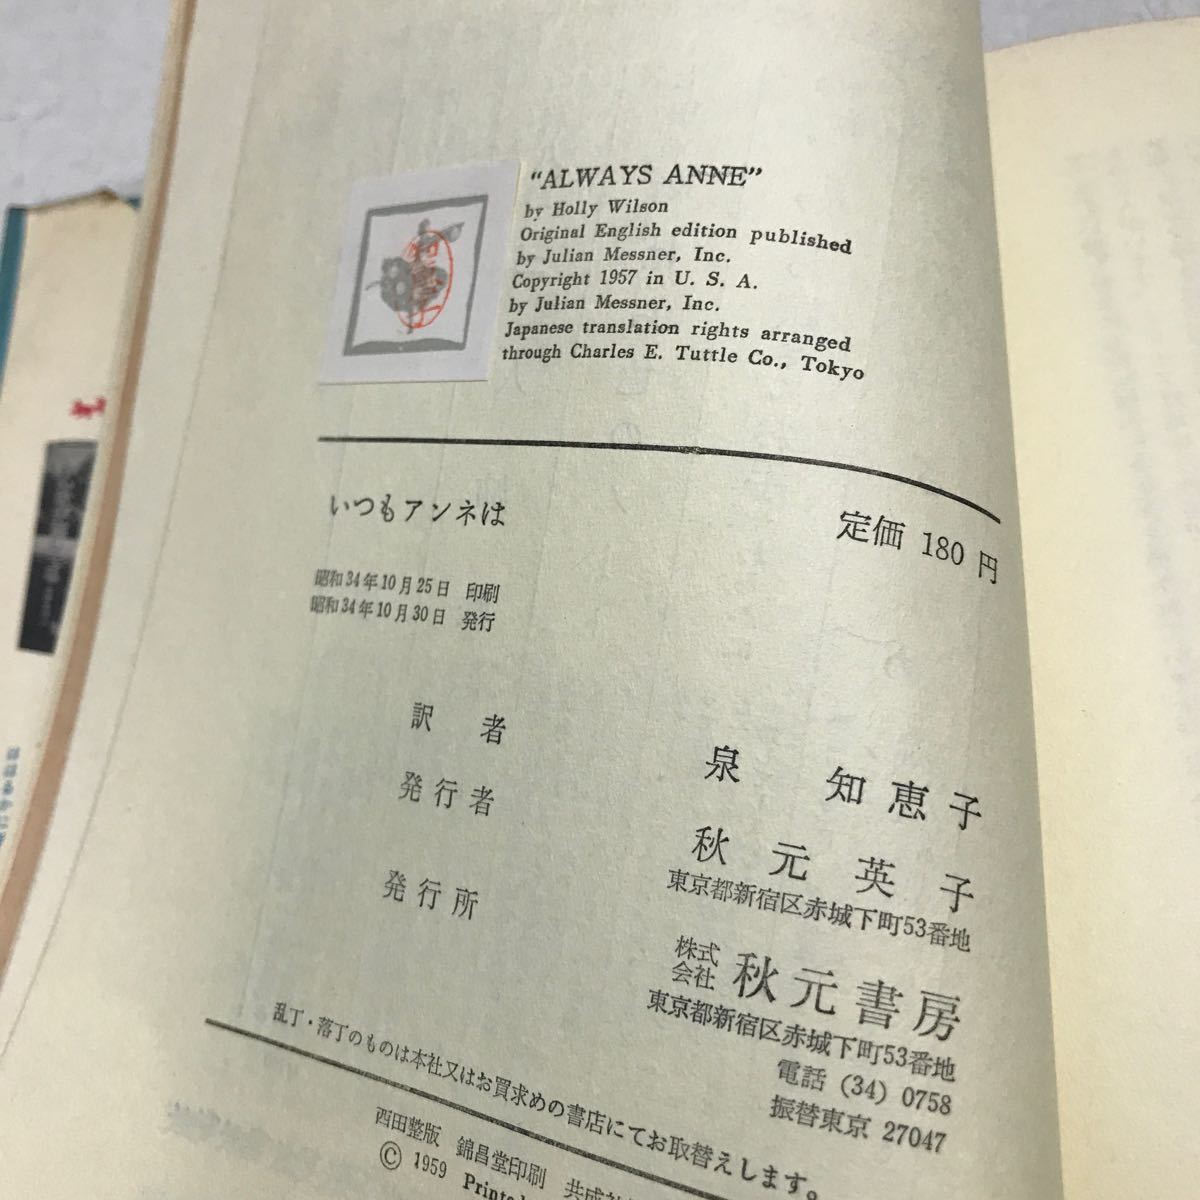 "ALWAYS ANNE"
by Holly Wilson
Original English edition published
by Julian Messner, Inc.
Copyright 1957 in U. S. A.
by Julian Messner, Inc.
Japanese translation rights arranged
through Charles E. Tuttle Co., Tokyo
いつもアンネは 定価 180 円
昭和34年10月25日 印刷
昭和34年10月30日 発行
訳者 泉 知恵子
発行者 秋元英子
東京都新宿区赤城下町53番地
発行所 株式会社 秋元書房
東京都新宿区赤城下町53番地
電話 (34) 0758
振替東京 27047
乱丁・落丁のものは本社又はお買求めの書店にてお取替えします。
西田整版 錦昌堂印刷 共成社
© 1959 Printe